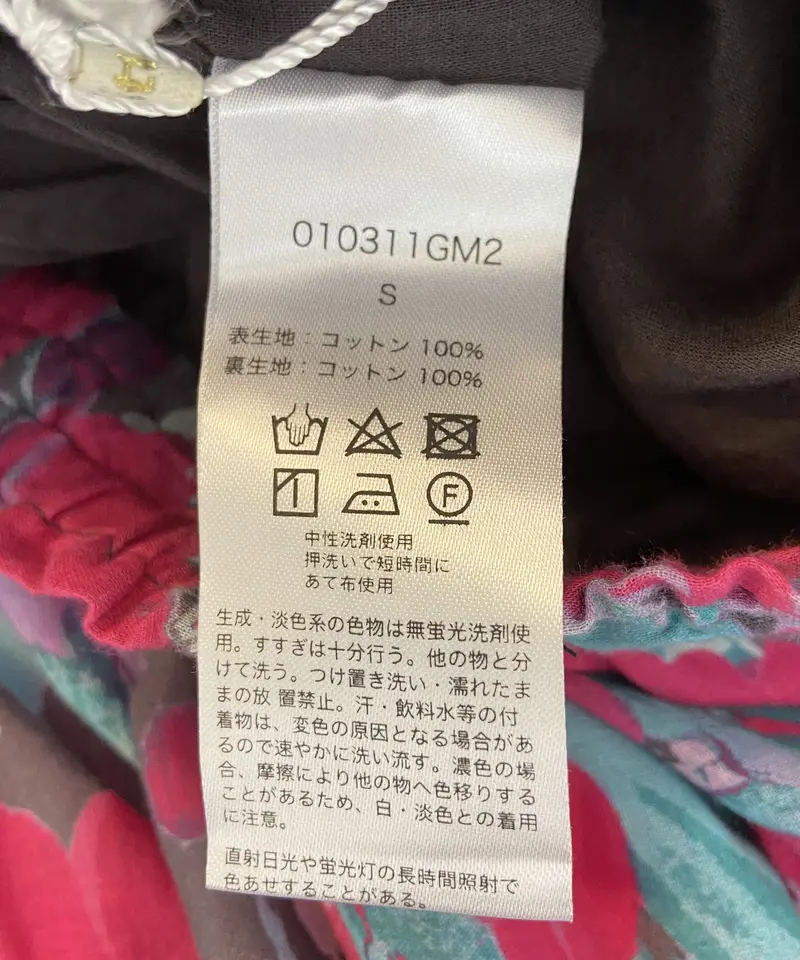 010311GM2
S
表生地：コットン 100%
裏生地：コットン 100%
F
中性洗剤使用
押洗いで短時間に
あて布使用
生成・淡色系の色物は無蛍光洗剤使
用。すすぎは十分行う。他の物と分
けて洗う。つけ置き洗い・濡れたま
まの放 置禁止。汗・飲料水等の付
着物は、変色の原因となる場合があ
るので速やかに洗い流す。濃色の場
合、摩擦により他の物へ色移りする
ことがあるため、白・淡色との着用
に注意。
直射日光や蛍光灯の長時間照射で
色あせすることがある。